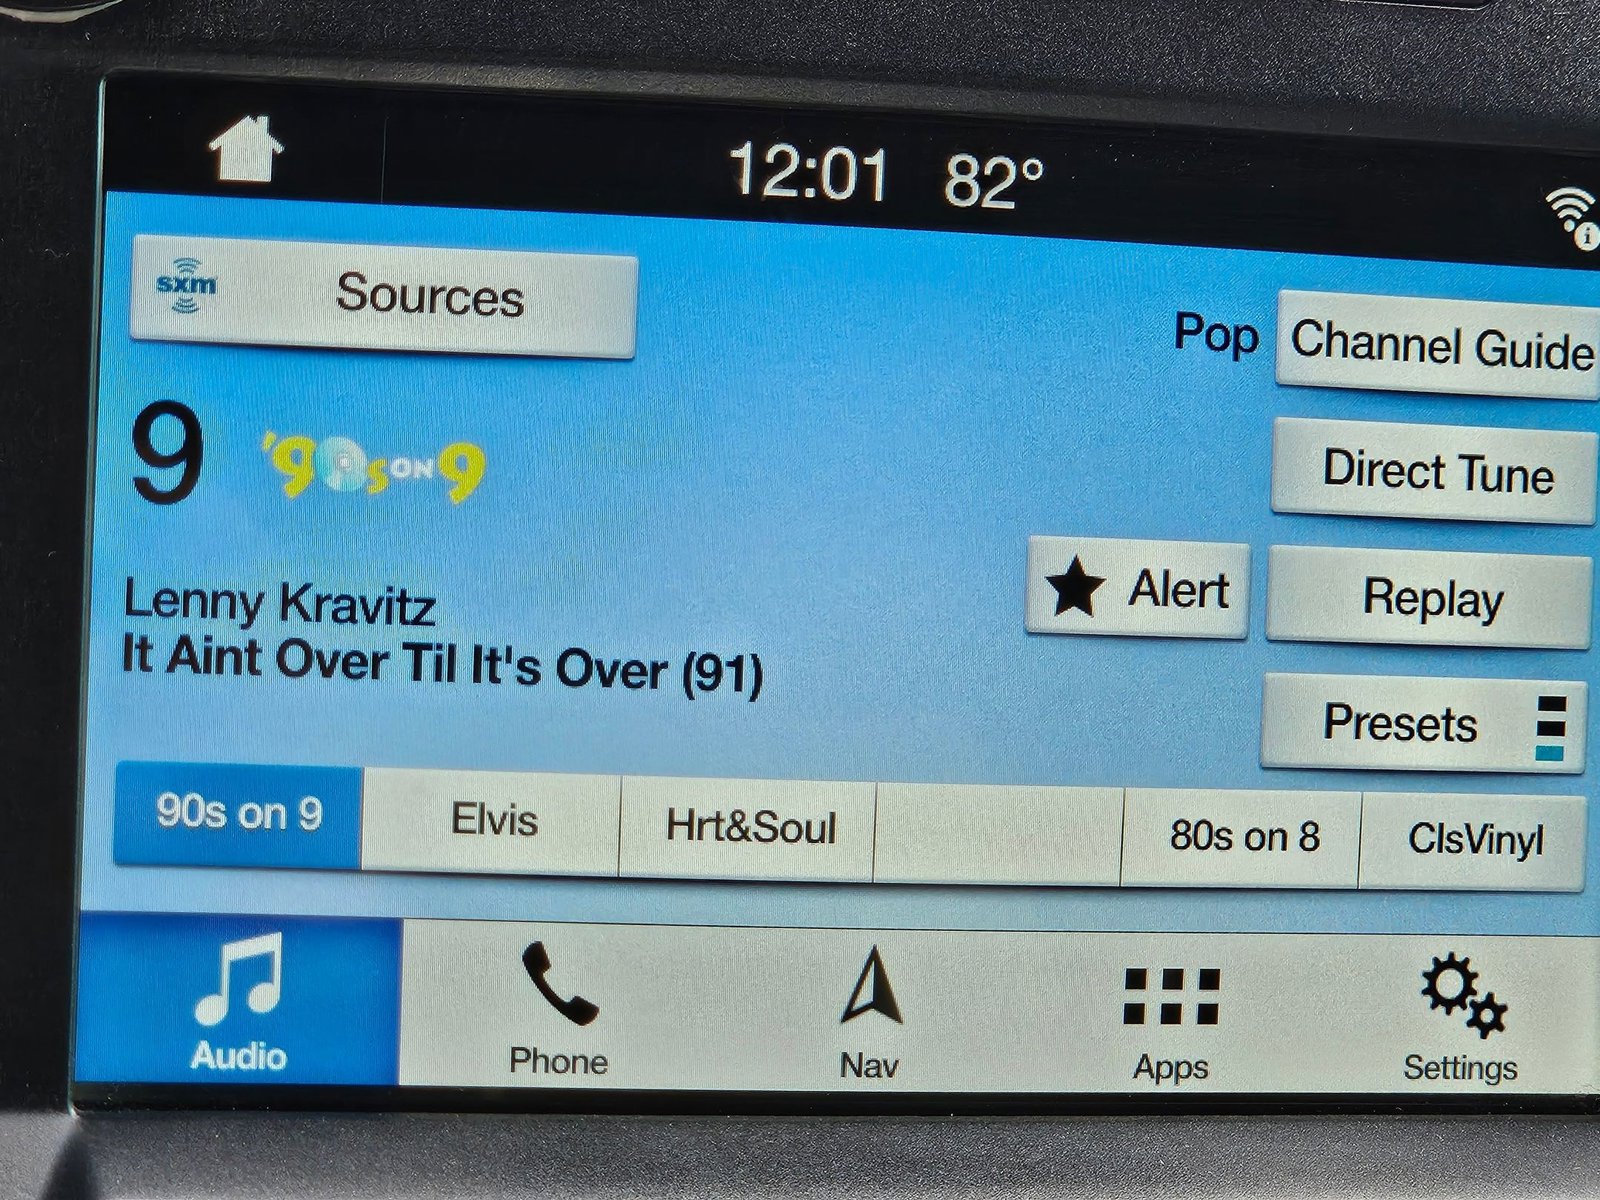 12:01 82°
sxm Sources
Pop Channel Guide
9 '90s ON 9
Direct Tune
Lenny Kravitz
It Aint Over Til It's Over (91)
Alert Replay
Presets
90s on 9 Elvis Hrt&Soul 80s on 8 ClsVinyl
Audio Phone Nav Apps Settings